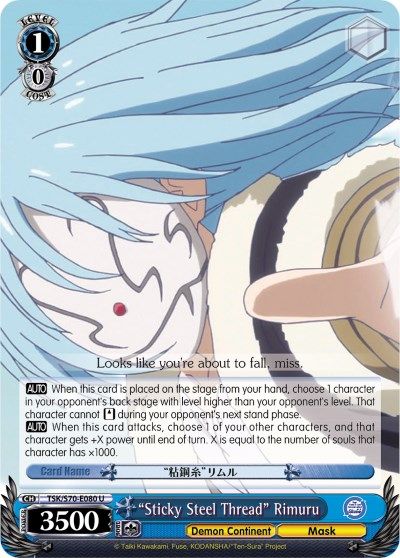 LEVEL
1
0
COST
Looks like you're about to fall, miss.
AUTO When this card is placed on the stage from your hand, choose 1 character
in your opponent's back stage with level higher than your opponent's level. That
character cannot during your opponent's next stand phase.
AUTO When this card attacks, choose 1 of your other characters, and that
character gets +X power until end of turn. X is equal to the number of souls that
character has ×1000.
Card Name
“粘鋼糸”リムル
CH
TSK/S70-E080 U
POWER
3500
SOUL
“Sticky Steel Thread” Rimuru
Demon Continent
Mask
© Taiki Kawakami, Fuse, KODANSHA/“Ten-Sura” Project